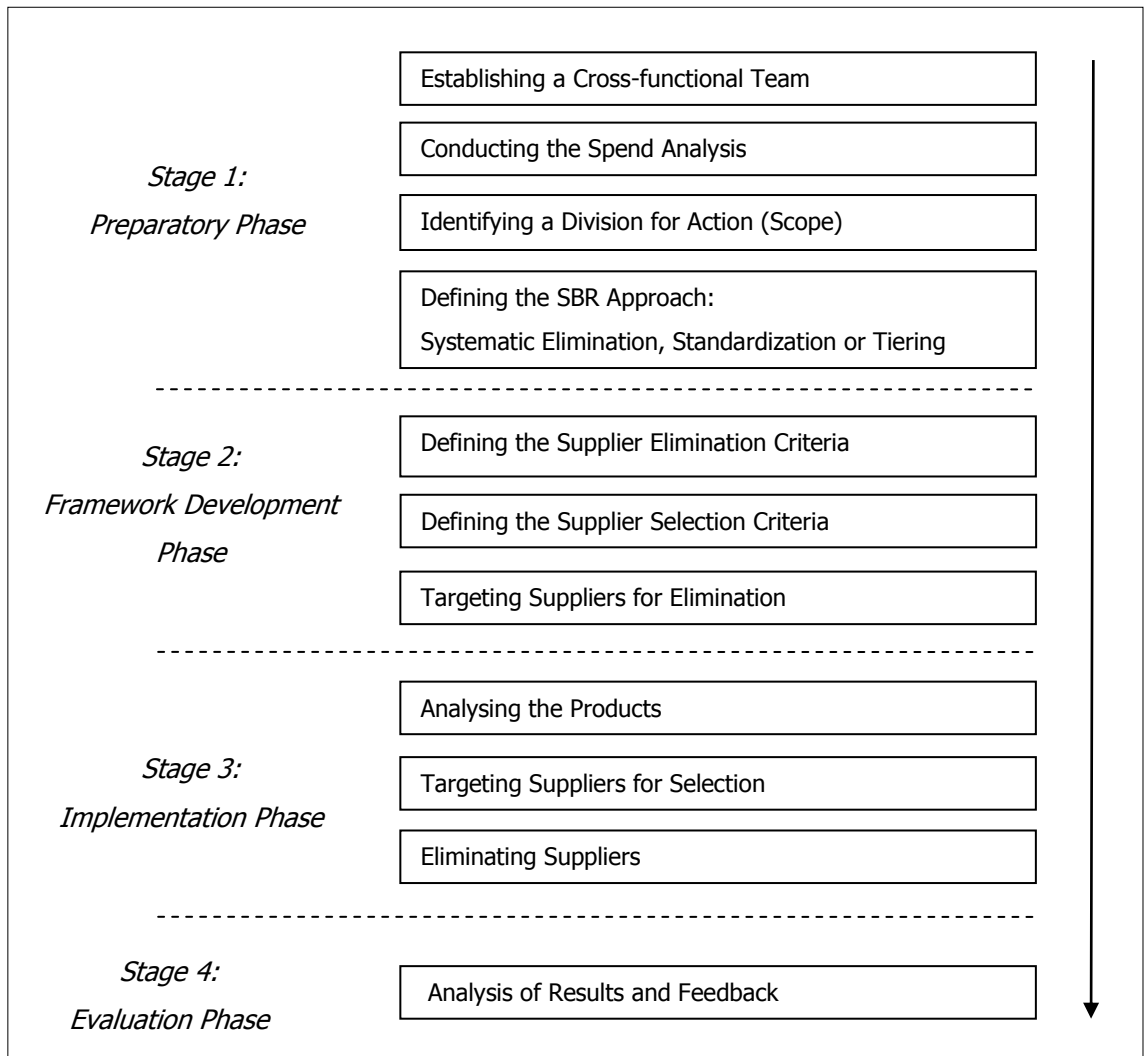 Establishing a Cross-functional Team
Conducting the Spend Analysis
Stage 1:
Preparatory Phase
Identifying a Division for Action (Scope)
Defining the SBR Approach:
Systematic Elimination, Standardization or Tiering
Stage 2:
Framework Development
Phase
Defining the Supplier Elimination Criteria
Defining the Supplier Selection Criteria
Targeting Suppliers for Elimination
Stage 3:
Implementation Phase
Analysing the Products
Targeting Suppliers for Selection
Eliminating Suppliers
Stage 4:
Evaluation Phase
Analysis of Results and Feedback